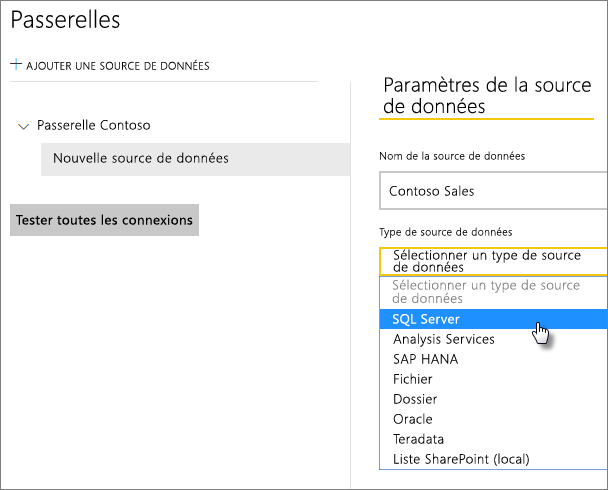 Passerelles
+ AJOUTER UNE SOURCE DE DONNÉES
Passerelle Contoso
Nouvelle source de données
Tester toutes les connexions
Paramètres de la source
de données
Nom de la source de données
Contoso Sales
Type de source de données
Sélectionner un type de source
de données
Sélectionner un type de source
de données
SQL Server
Analysis Services
SAP HANA
Fichier
Dossier
Oracle
Teradata
Liste SharePoint (local)